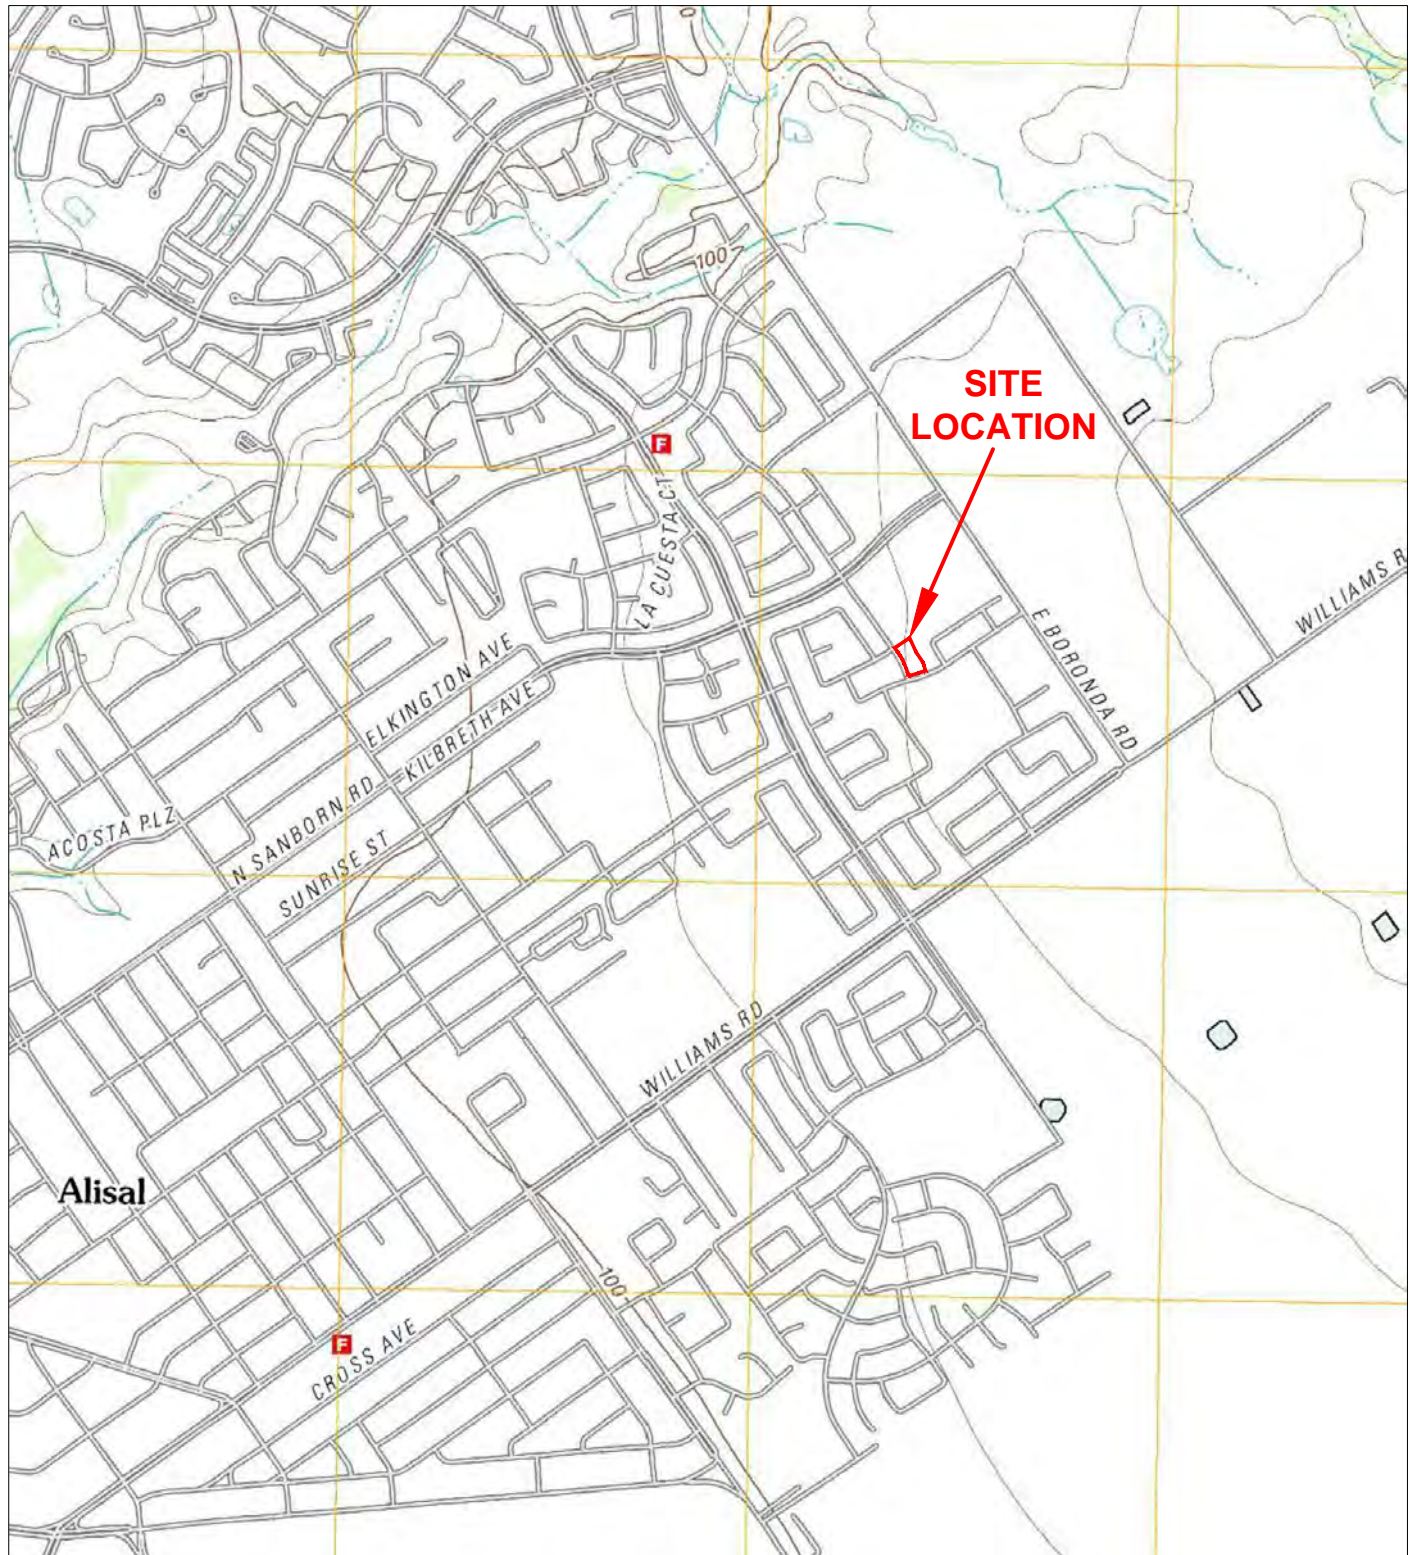 100
SITE
LOCATION
F
LA CUESTA CT
WILLIAMS R
E BORONDA RD
ELKINGTON AVE
KILBRETH AVE
N SANBORN RD
ACOSTA PLZ
SUNRISE ST
WILLIAMS RD
Alisal
100
F
CROSS AVE